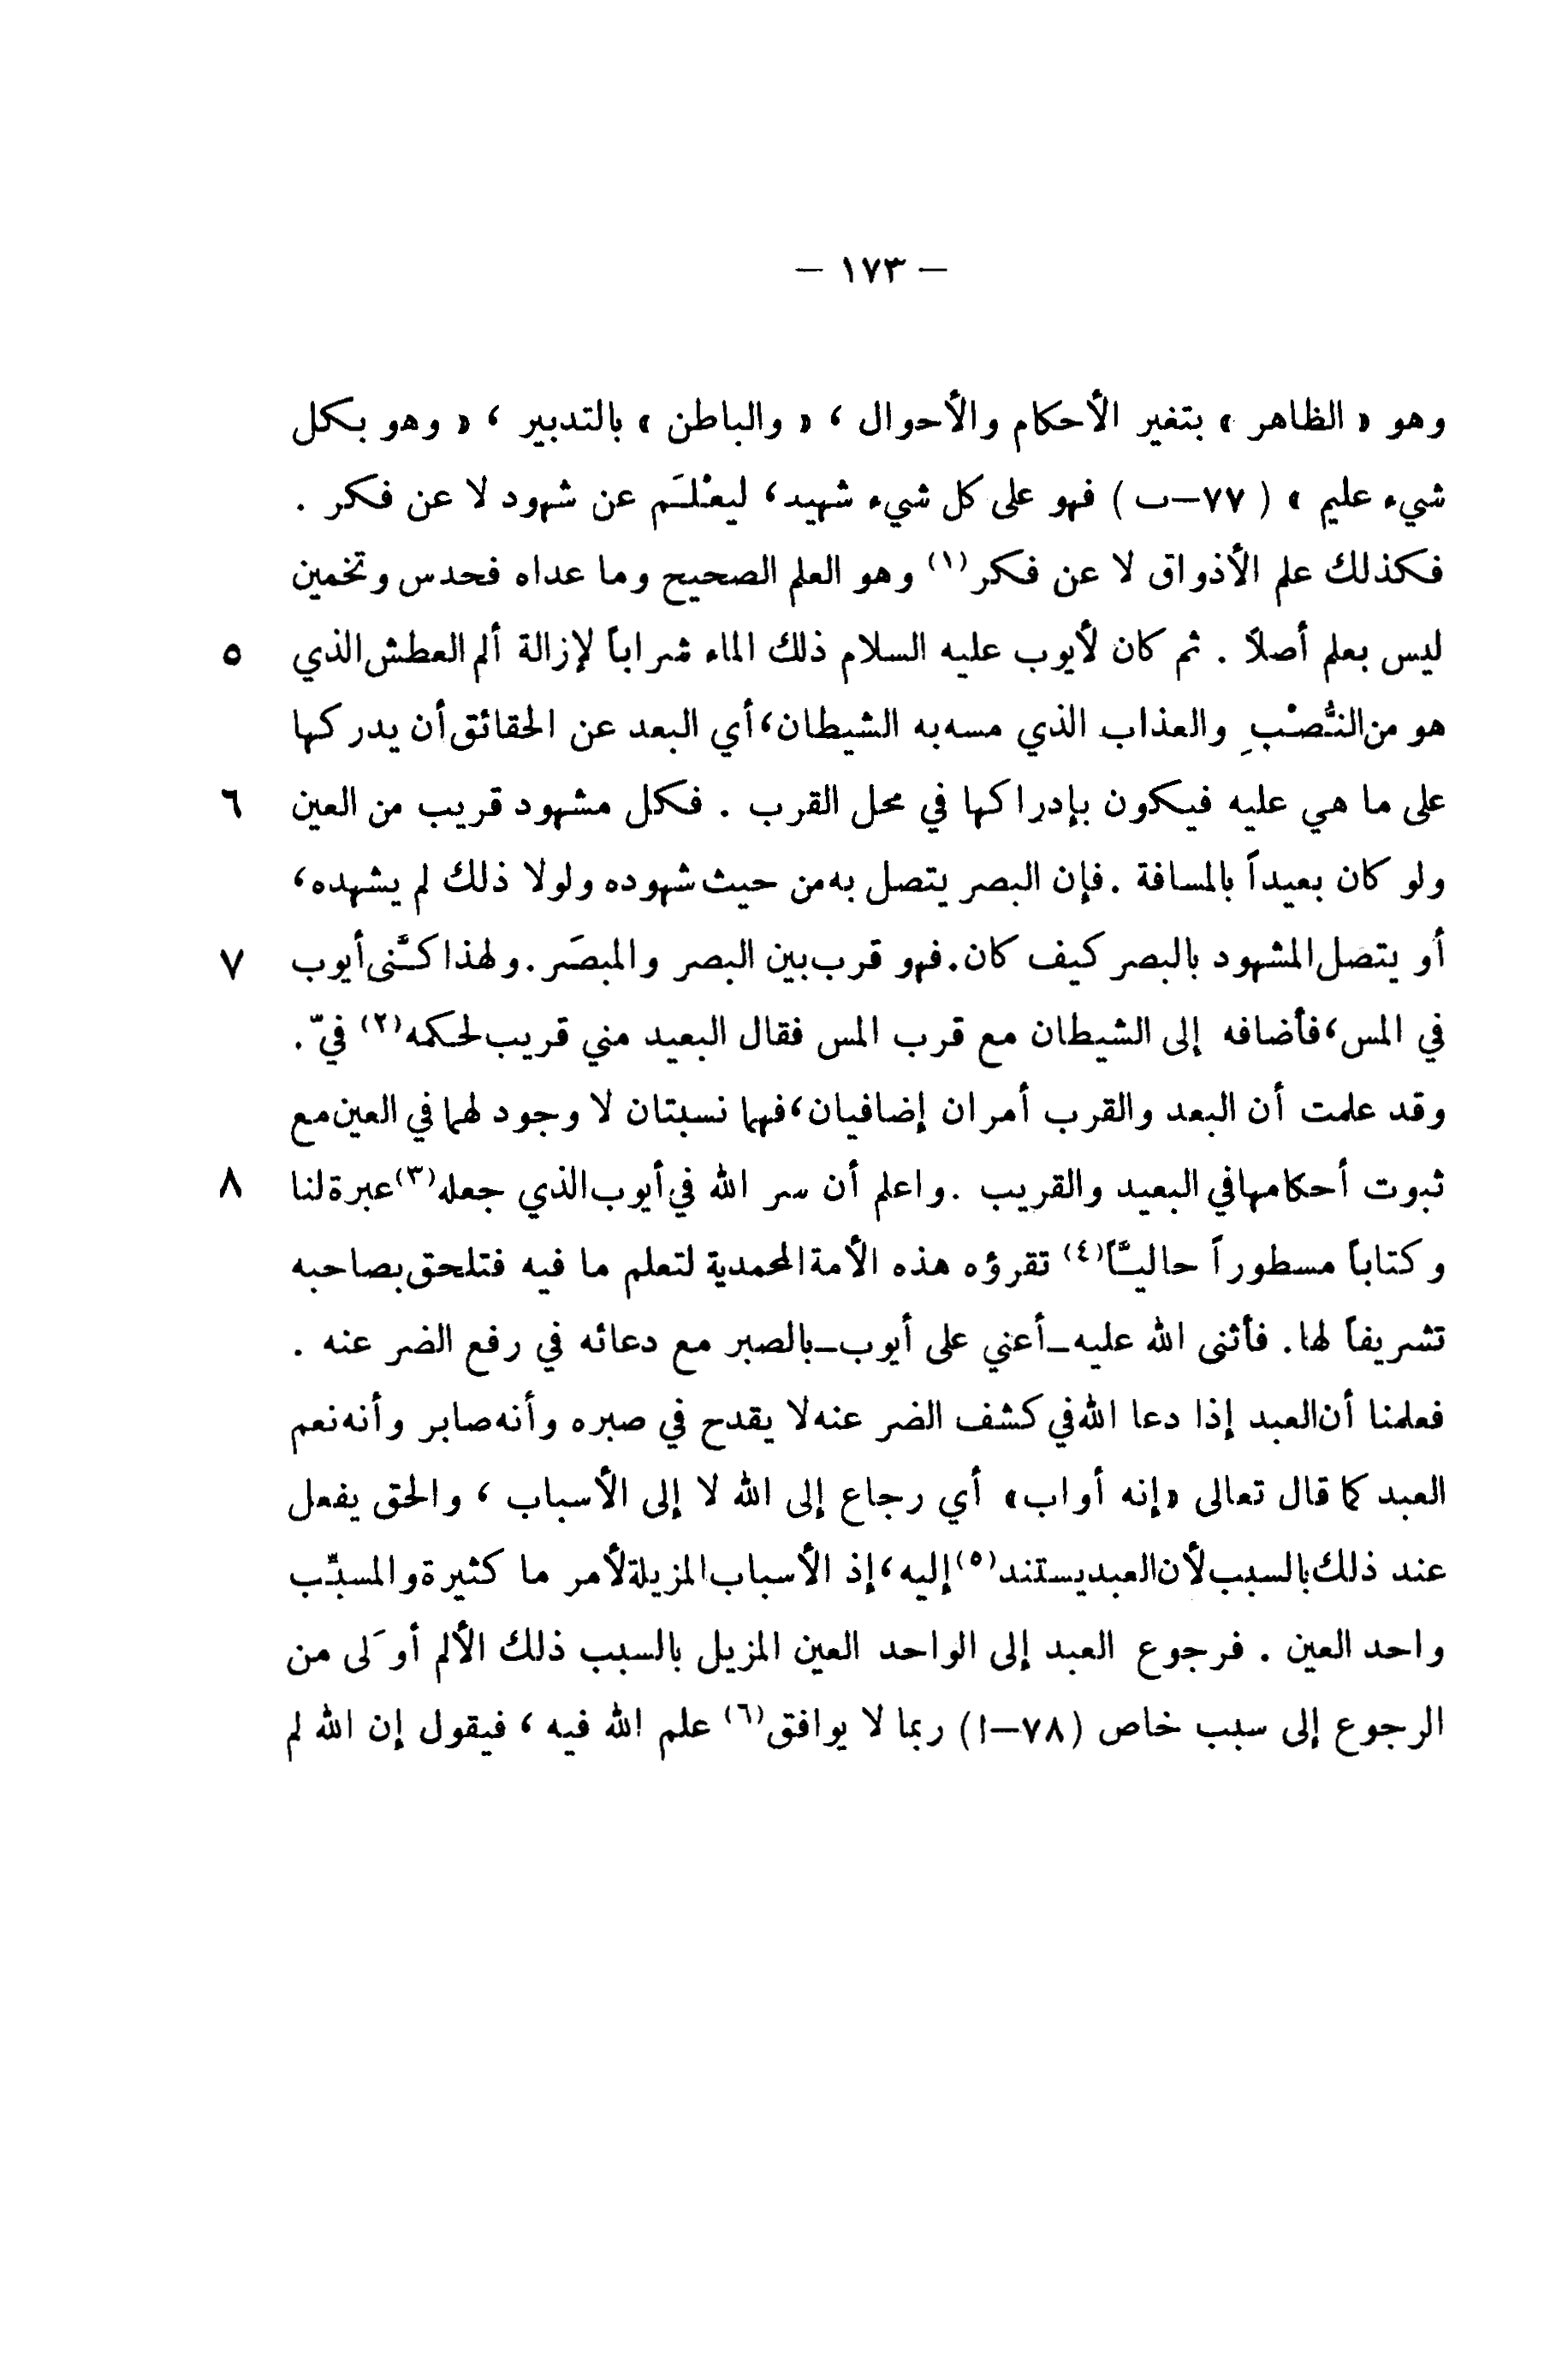 — ١٧٣ —
وهو « الظاهر » بتغير الأحكام والأحوال ، « والباطن » بالتدبير ، « وهو بكل
شيء عليم » ( ٧٧—ب ) فهو على كل شيء شهيد، ليعْلَم عن شهود لا عن فكر .
فكذلك علم الأذواق لا عن فكر(١) وهو العلم الصحيح وما عداه فحدس وتخمين
ليس بعلم أصلاً . ثم كان لأيوب عليه السلام ذلك الماء شراباً لإزالة ألم العطش الذي ٥
هو من النُّصْبِ والعذاب الذي مسه به الشيطان، أي البعد عن الحقائق أن يدركها
على ما هي عليه فيكون بإدراكها في محل القرب . فكل مشهود قريب من العين ٦
ولو كان بعيداً بالمسافة . فإن البصر يتصل به من حيث شهوده ولولا ذلك لم يشهده،
أو يتصل المشهود بالبصر كيف كان. فهو قرب بين البصر والمبصَر. ولهذا كنَّى أيوب ٧
في المس، فأضافه إلى الشيطان مع قرب المس فقال البعيد مني قريب لحكمه(٢) فيّ.
وقد علمت أن البعد والقرب أمران إضافيان، فهما نسبتان لا وجود لهما في العين مع
ثبوت أحكامهما في البعيد والقريب . واعلم أن سر الله في أيوب الذي جعله(٣) عبرة لنا ٨
وكتاباً مسطوراً حاليًّا(٤) تقرؤه هذه الأمة المحمدية لتعلم ما فيه فتلحق بصاحبه
تشريفاً لها. فأثنى الله عليه—أعني على أيوب—بالصبر مع دعائه في رفع الضر عنه .
فعلمنا أن العبد إذا دعا الله في كشف الضر عنه لا يقدح في صبره وأنه صابر وأنه نعم
العبد كما قال تعالى «إنه أواب» أي رجاع إلى الله لا إلى الأسباب ، والحق يفعل
عند ذلك بالسبب لأن العبد يستند(٥) إليه، إذ الأسباب المزيلة لأمر ما كثيرة والمسبِّب
واحد العين . فرجوع العبد إلى الواحد العين المزيل بالسبب ذلك الألم أوَلى من
الرجوع إلى سبب خاص (٧٨—ا) ربما لا يوافق(٦) علم الله فيه ، فيقول إن الله لم